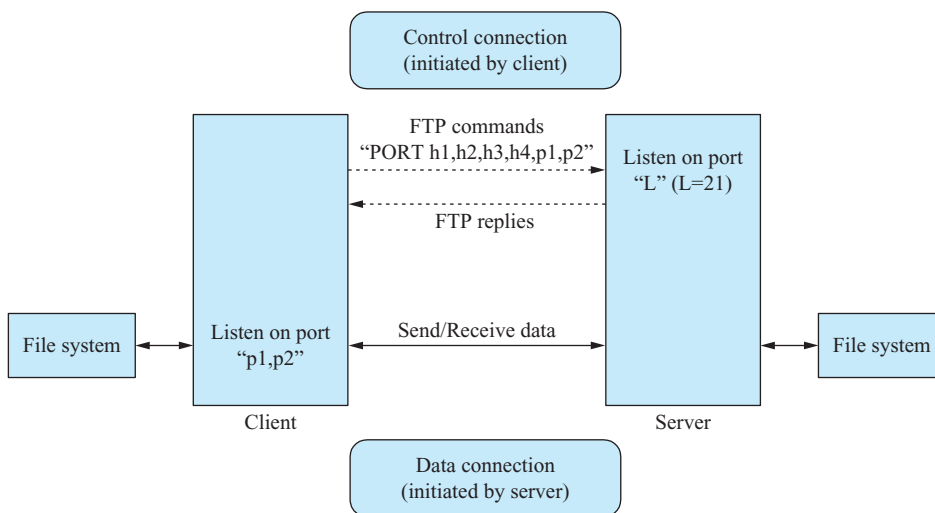 Control connection
(initiated by client)
FTP commands
“PORT h1,h2,h3,h4,p1,p2”
Listen on port
“L” (L=21)
FTP replies
File system
Listen on port
“p1,p2”
Send/Receive data
File system
Client
Server
Data connection
(initiated by server)